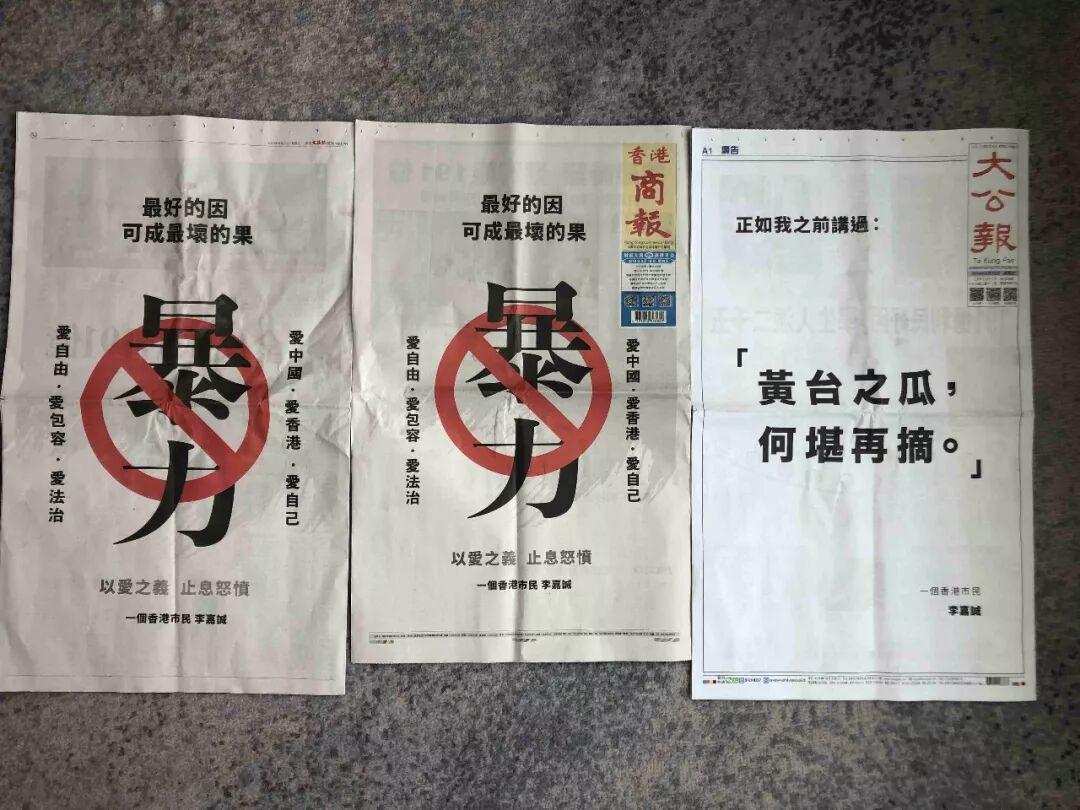 最好的因
可成最壞的果
愛中國·愛香港·愛自己
暴力
愛自由·愛包容·愛法治
以愛之義 止息怒憤
一個香港市民 李嘉誠
香港商報
最好的因
可成最壞的果
愛中國·愛香港·愛自己
暴力
愛自由·愛包容·愛法治
以愛之義 止息怒憤
一個香港市民 李嘉誠
A1 廣告
大公報
Ta Kung Pao
正如我之前講過：
「黃台之瓜，
何堪再摘。」
一個香港市民
李嘉誠